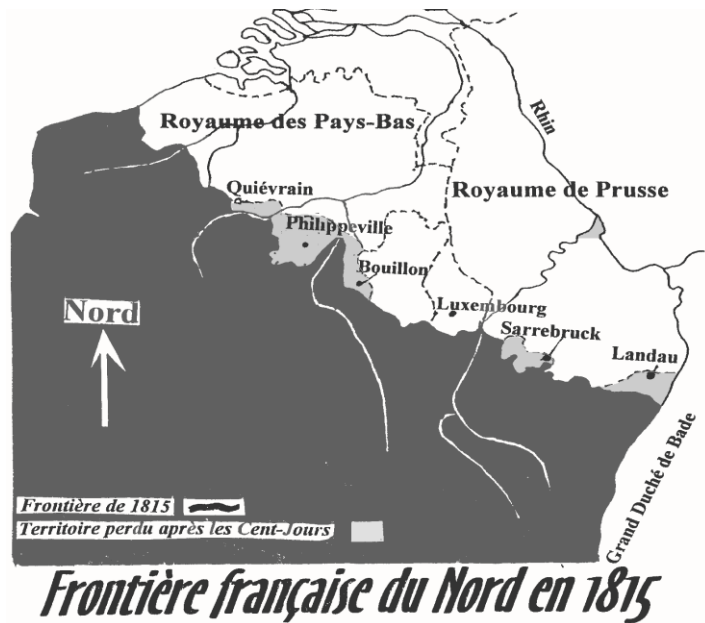 Royaume des Pays-Bas
Rhin
Quiévrain
Royaume de Prusse
Philippeville
Bouillon
Luxembourg
Nord
Sarrebruck
Landau
Grand Duché de Bade
Frontière de 1815
Territoire perdu après les Cent-Jours
Frontière française du Nord en 1815